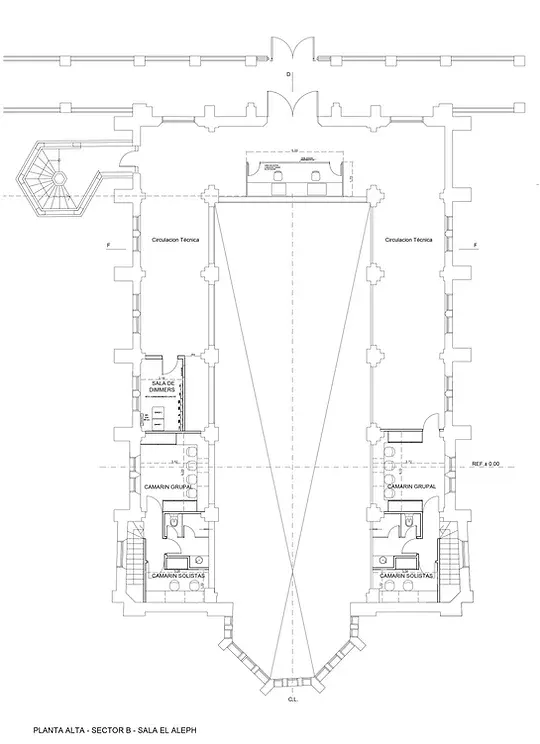 D
Circulacion Técnica
Circulacion Técnica
F
F
SALA DE
DIMMERS
REF. ± 0.00
CAMARIN GRUPAL
CAMARIN GRUPAL
CAMARIN SOLISTAS
CAMARIN SOLISTAS
C.L.
PLANTA ALTA - SECTOR B - SALA EL ALEPH